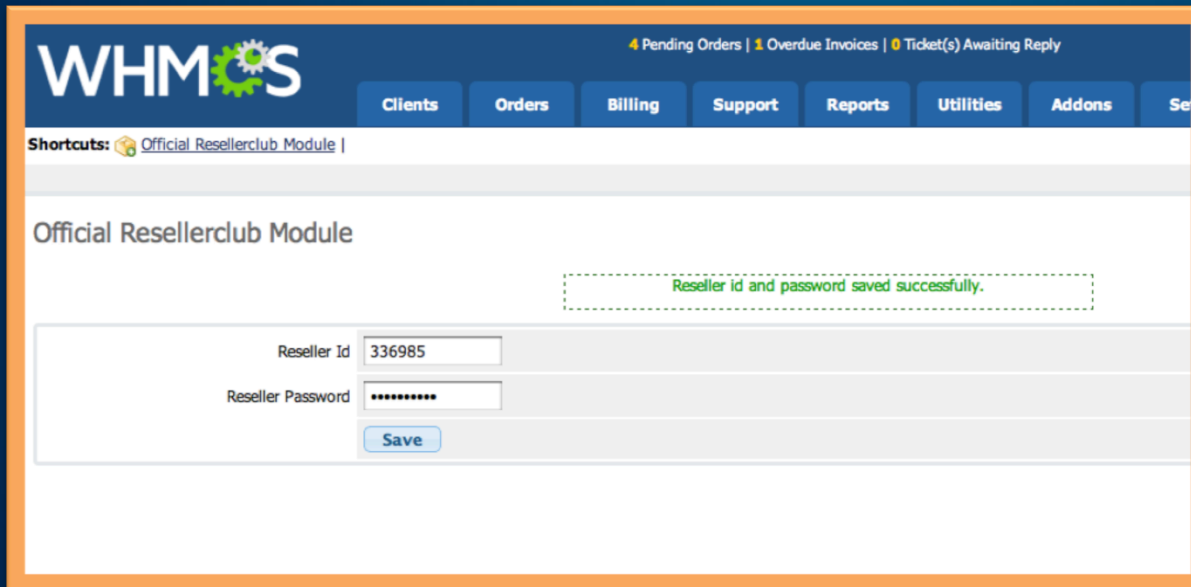 WHMCS
4 Pending Orders | 1 Overdue Invoices | 0 Ticket(s) Awaiting Reply
Clients Orders Billing Support Reports Utilities Addons
Shortcuts: Official Resellerclub Module |
Official Resellerclub Module
Reseller id and password saved successfully.
Reseller Id 336985
Reseller Password ••••••••••
Save